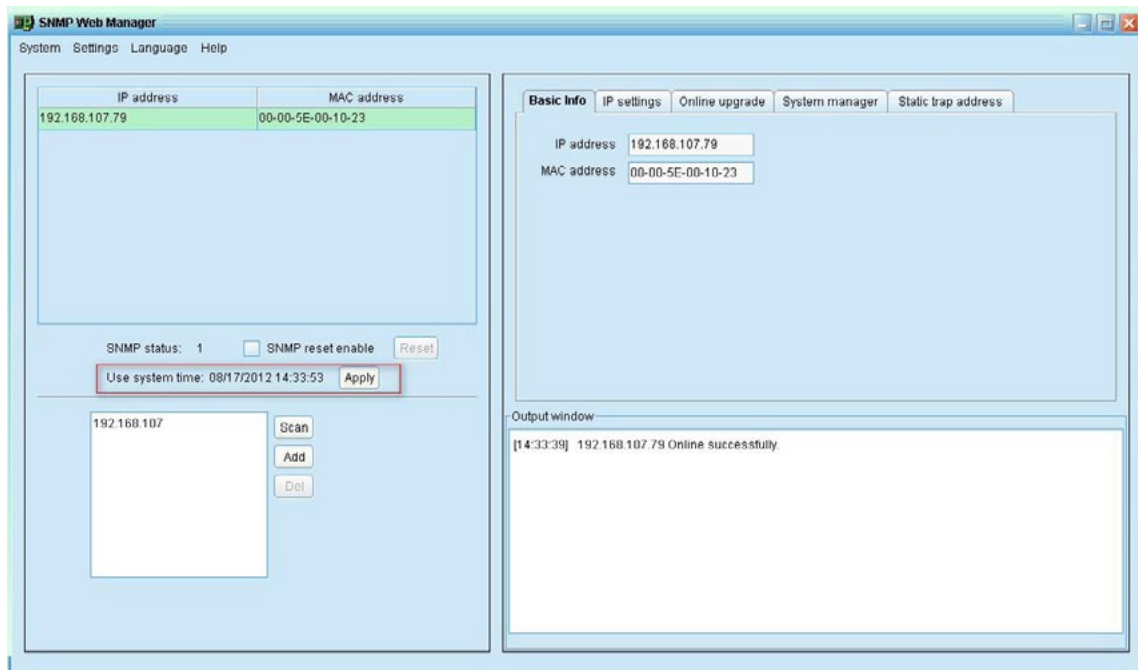 SNMP Web Manager
System Settings Language Help
IP address MAC address
192.168.107.79 00-00-5E-00-10-23
SNMP status: 1 SNMP reset enable Reset
Use system time: 08/17/2012 14:33:53 Apply
192.168.107
Scan
Add
Del
Basic Info IP settings Online upgrade System manager Static trap address
IP address 192.168.107.79
MAC address 00-00-5E-00-10-23
Output window
[14:33:39] 192.168.107.79 Online successfully.